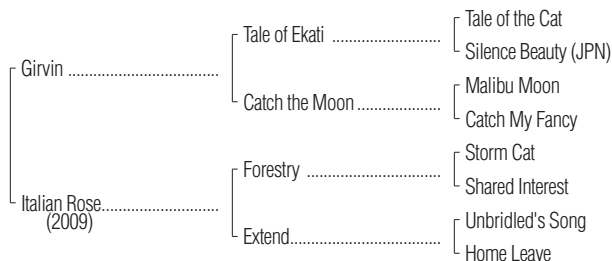 Tale of the Cat
Tale of Ekati ........................
Silence Beauty (JPN)
Girvin .................................
Malibu Moon
Catch the Moon ..................
Catch My Fancy
Storm Cat
Forestry .............................
Shared Interest
Italian Rose..........................
(2009)
Unbridled's Song
Extend.................................
Home Leave